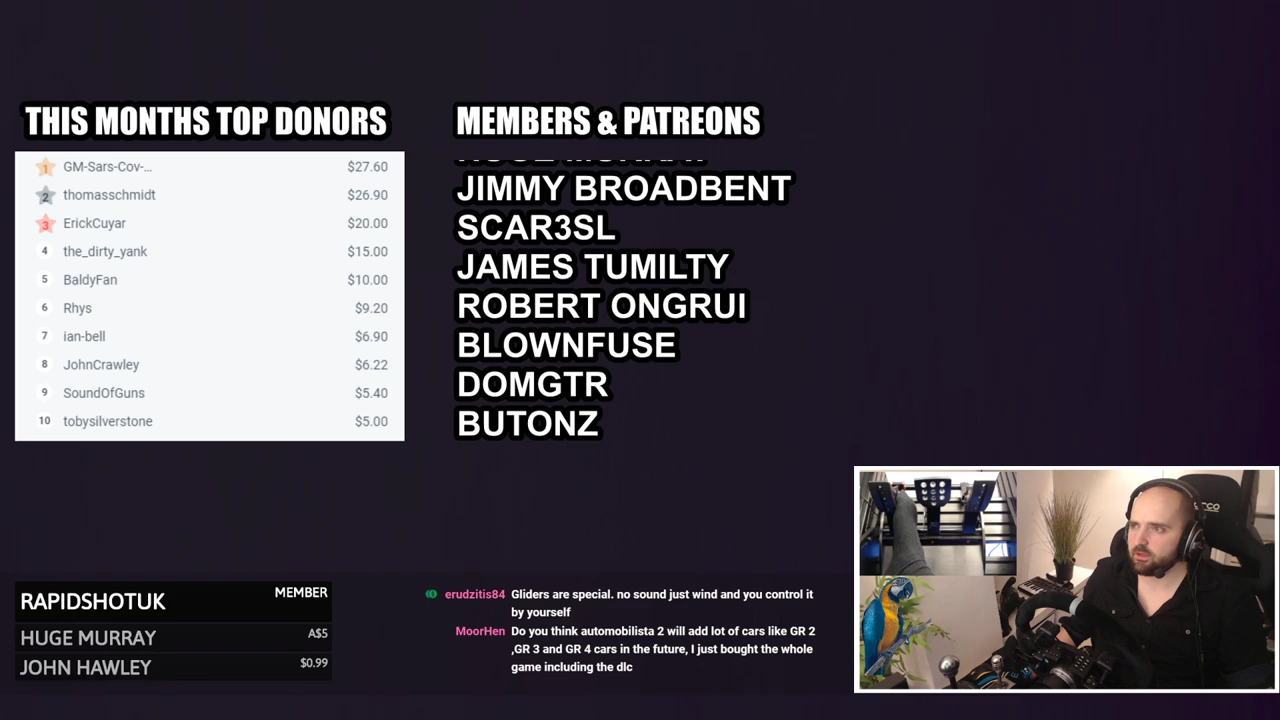 THIS MONTHS TOP DONORS
1 GM-Sars-Cov-... $27.60
2 thomasschmidt $26.90
3 ErickCuyar $20.00
4 the_dirty_yank $15.00
5 BaldyFan $10.00
6 Rhys $9.20
7 ian-bell $6.90
8 JohnCrawley $6.22
9 SoundOfGuns $5.40
10 tobysilverstone $5.00
MEMBERS & PATREONS
JIMMY BROADBENT
SCAR3SL
JAMES TUMILTY
ROBERT ONGRUI
BLOWNFUSE
DOMGTR
BUTONZ
RAPIDSHOTUK MEMBER
HUGE MURRAY A$5
JOHN HAWLEY $0.99
erudzitis84 Gliders are special. no sound just wind and you control it
by yourself
MoorHen Do you think automobilista 2 will add lot of cars like GR 2
,GR 3 and GR 4 cars in the future, I just bought the whole
game including the dlc